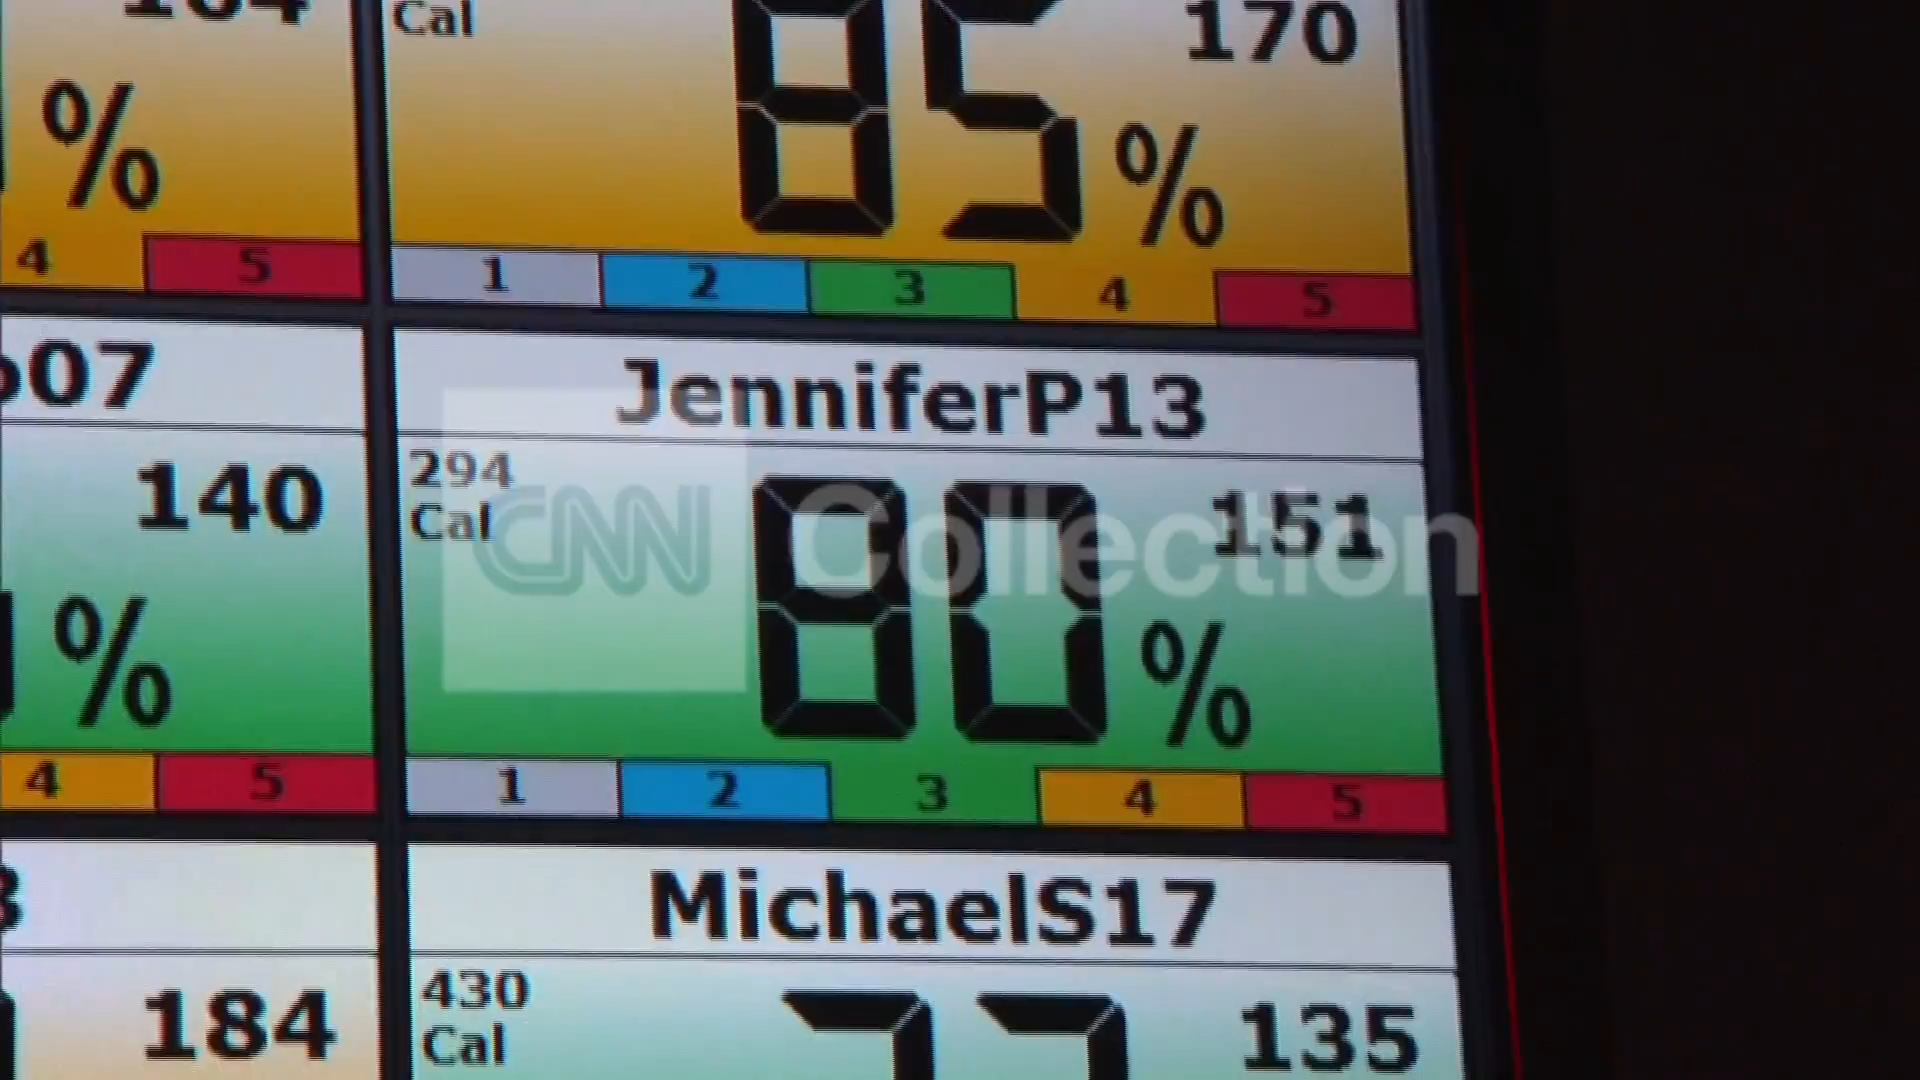 Cal 85% 170
%
4 5
1 2 3 4 5
07
JenniferP13
140
%
294 Cal 80% 151
CNN Collection
4 5
1 2 3 4 5
MichaelS17
184
430 Cal 77 135